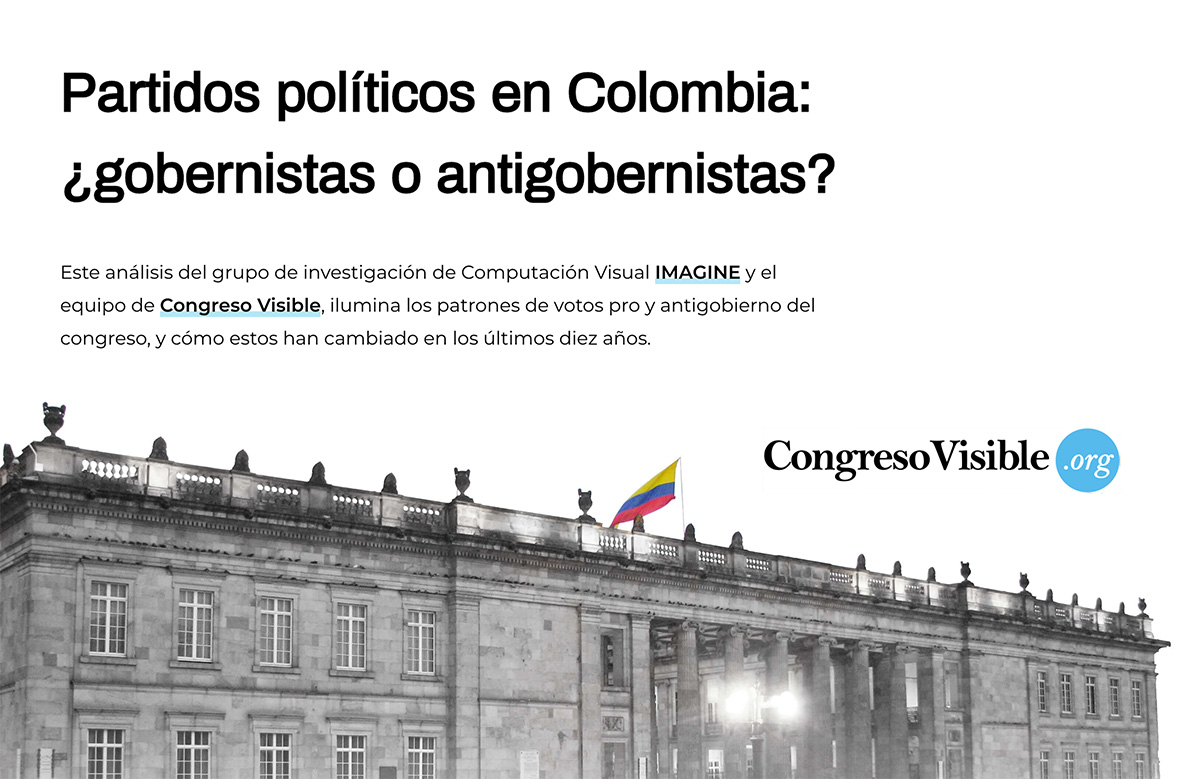 Partidos políticos en Colombia:
¿gobernistas o antigobernistas?
Este análisis del grupo de investigación de Computación Visual IMAGINE y el
equipo de Congreso Visible, ilumina los patrones de votos pro y antigobierno del
congreso, y cómo estos han cambiado en los últimos diez años.
CongresoVisible .org